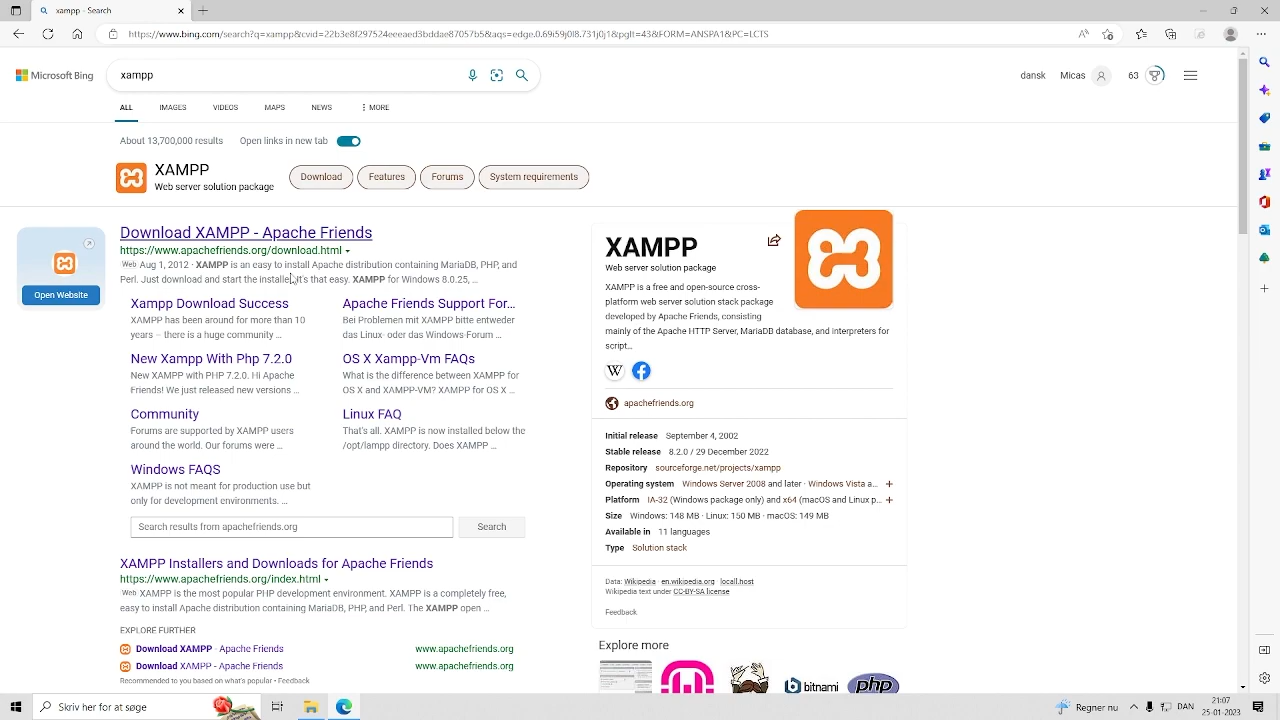 xampp - Search
https://www.bing.com/search?q=xampp&cvid=22b3e8f297524eeead3bddae87057b5&aqs=edge.0.69i59j0l8.731j0j1&pglt=43&FORM=ANSPA1&PC=LCTS
Microsoft Bing
xampp
dansk Micas 63
ALL IMAGES VIDEOS MAPS NEWS MORE
About 13,700,000 results Open links in new tab
XAMPP
Web server solution package
Download Features Forums System requirements
Open Website
Download XAMPP - Apache Friends
https://www.apachefriends.org/download.html
Web Aug 1, 2012 · XAMPP is an easy to install Apache distribution containing MariaDB, PHP, and
Perl. Just download and start the installer. It's that easy. XAMPP for Windows 8.0.25, ...
Xampp Download Success
XAMPP has been around for more than 10
years – there is a huge community ...
Apache Friends Support For...
Bei Problemen mit XAMPP bitte entweder
das Linux- oder das Windows-Forum ...
New Xampp With Php 7.2.0
New XAMPP with PHP 7.2.0. Hi Apache
Friends! We just released new versions ...
OS X Xampp-Vm FAQs
What is the difference between XAMPP for
OS X and XAMPP-VM? XAMPP for OS X ...
Community
Forums are supported by XAMPP users
around the world. Our forums were ...
Linux FAQ
That's all. XAMPP is now installed below the
/opt/lampp directory. Does XAMPP ...
Windows FAQS
XAMPP is not meant for production use but
only for development environments. ...
Search results from apachefriends.org Search
XAMPP Installers and Downloads for Apache Friends
https://www.apachefriends.org/index.html
Web XAMPP is the most popular PHP development environment. XAMPP is a completely free,
easy to install Apache distribution containing MariaDB, PHP, and Perl. The XAMPP open ...
EXPLORE FURTHER
Download XAMPP - Apache Friends www.apachefriends.org
Download XAMPP - Apache Friends www.apachefriends.org
Recommended to you based on what's popular • Feedback
XAMPP
Web server solution package
XAMPP is a free and open-source cross-
platform web server solution stack package
developed by Apache Friends, consisting
mainly of the Apache HTTP Server, MariaDB database, and interpreters for
script...
W
apachefriends.org
Initial release September 4, 2002
Stable release 8.2.0 / 29 December 2022
Repository sourceforge.net/projects/xampp
Operating system Windows Server 2008 and later · Windows Vista a... +
Platform IA-32 (Windows package only) and x64 (macOS and Linux p... +
Size Windows: 148 MB · Linux: 150 MB · macOS: 149 MB
Available in 11 languages
Type Solution stack
Data: Wikipedia · en.wikipedia.org · locall.host
Wikipedia text under CC-BY-SA license
Feedback
Explore more
bitnami
php
Skriv her for at søge
Regner nu DAN 21:07
25-01-2023